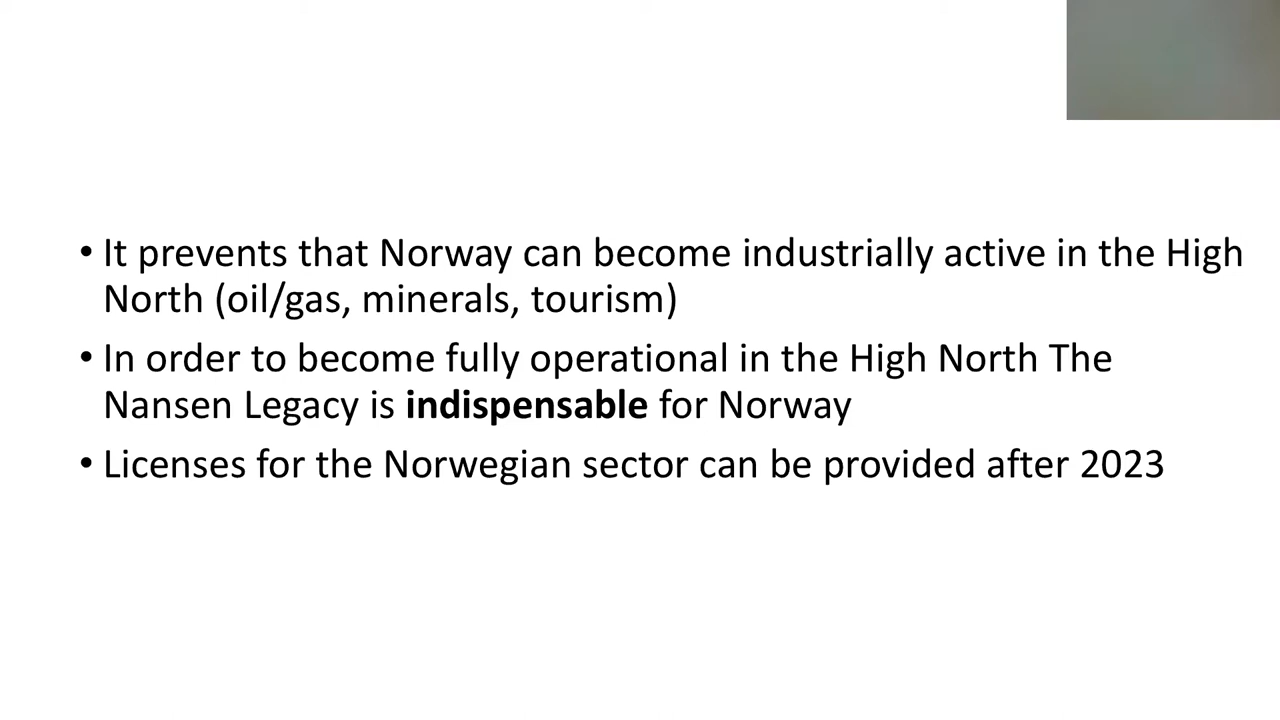 • It prevents that Norway can become industrially active in the High
North (oil/gas, minerals, tourism)
• In order to become fully operational in the High North The
Nansen Legacy is indispensable for Norway
• Licenses for the Norwegian sector can be provided after 2023